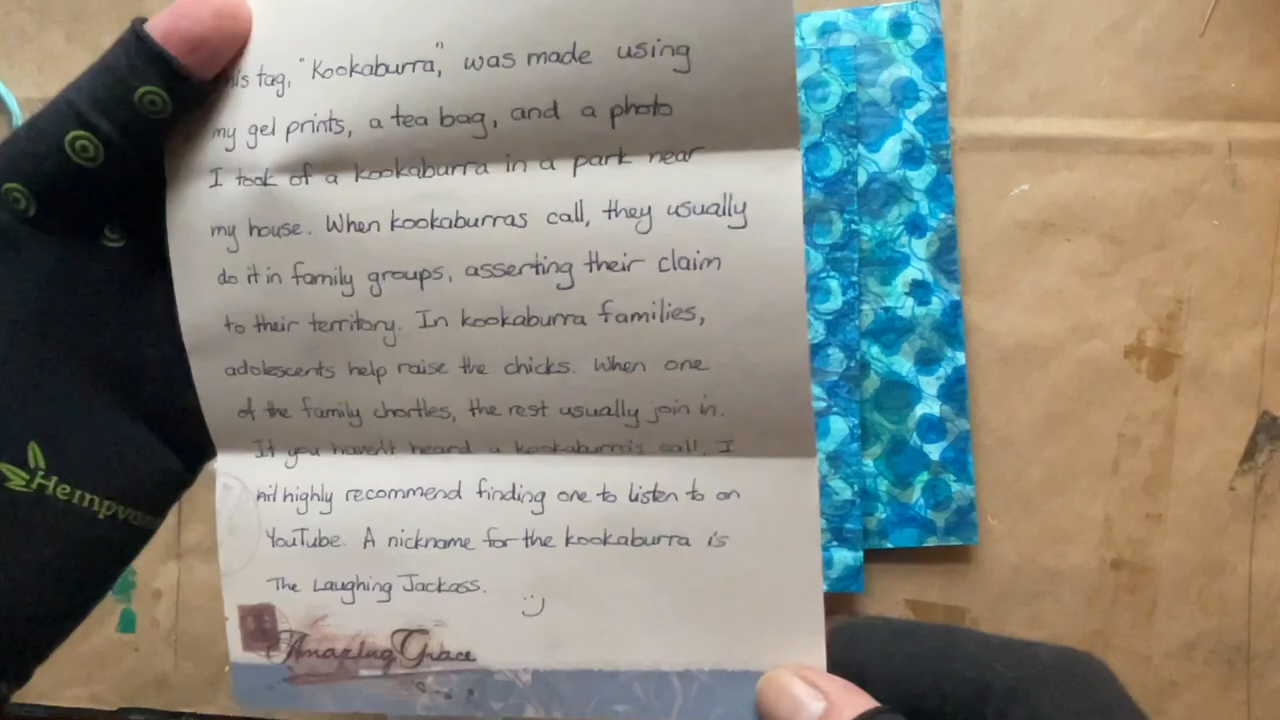 his tag, "Kookaburra," was made using
my gel prints, a tea bag, and a photo
I took of a kookaburra in a park near
my house. When kookaburras call, they usually
do it in family groups, asserting their claim
to their territory. In kookaburra families,
adolescents help raise the chicks. When one
of the family chortles, the rest usually join in.
If you haven't heard a kookaburra's call, I
highly recommend finding one to listen to on
YouTube. A nickname for the kookaburra is
The Laughing Jackass.
:)
Amazing Grace
Hempva